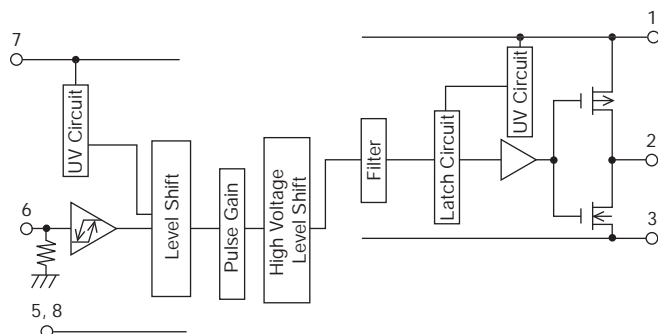 7
1
UV Circuit
UV Circuit
Filter
Latch Circuit
2
6
Level Shift
Pulse Gain
High Voltage
Level Shift
3
5, 8